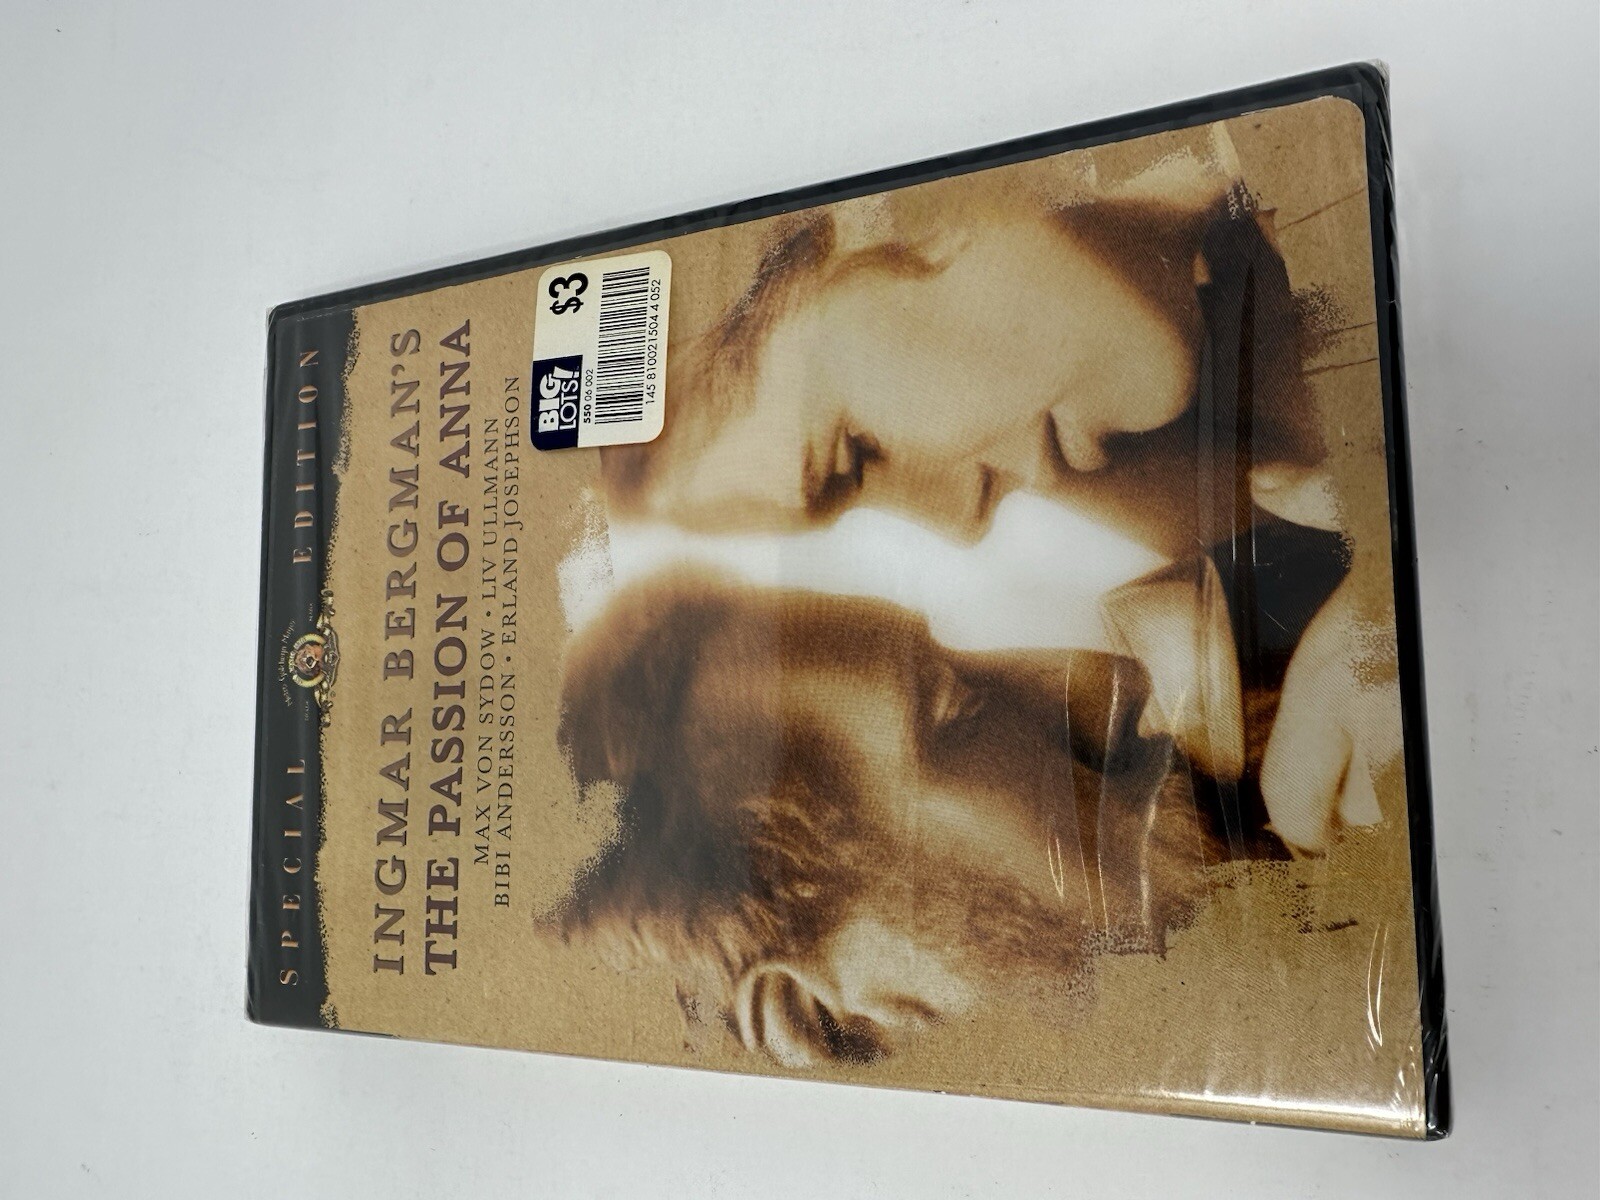 SPECIAL EDITION
INGMAR BERGMAN'S
THE PASSION OF ANNA
MAX VON SYDOW • LIV ULLMANN
BIBI ANDERSSON • ERLAND JOSEPHSON
BIG LOTS!
$3
550 06 002
145 810021504 4 052